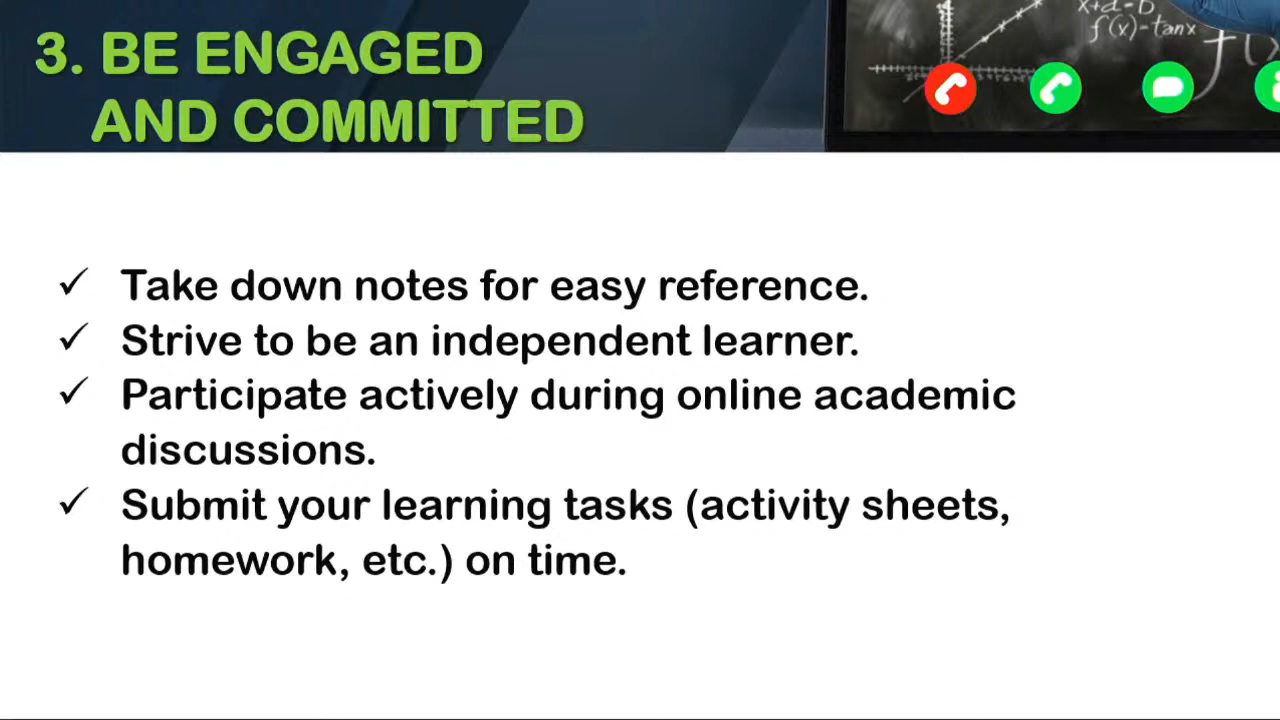 3. BE ENGAGED
AND COMMITTED
x+a=b
f(x)=tanx
✓ Take down notes for easy reference.
✓ Strive to be an independent learner.
✓ Participate actively during online academic
discussions.
✓ Submit your learning tasks (activity sheets,
homework, etc.) on time.